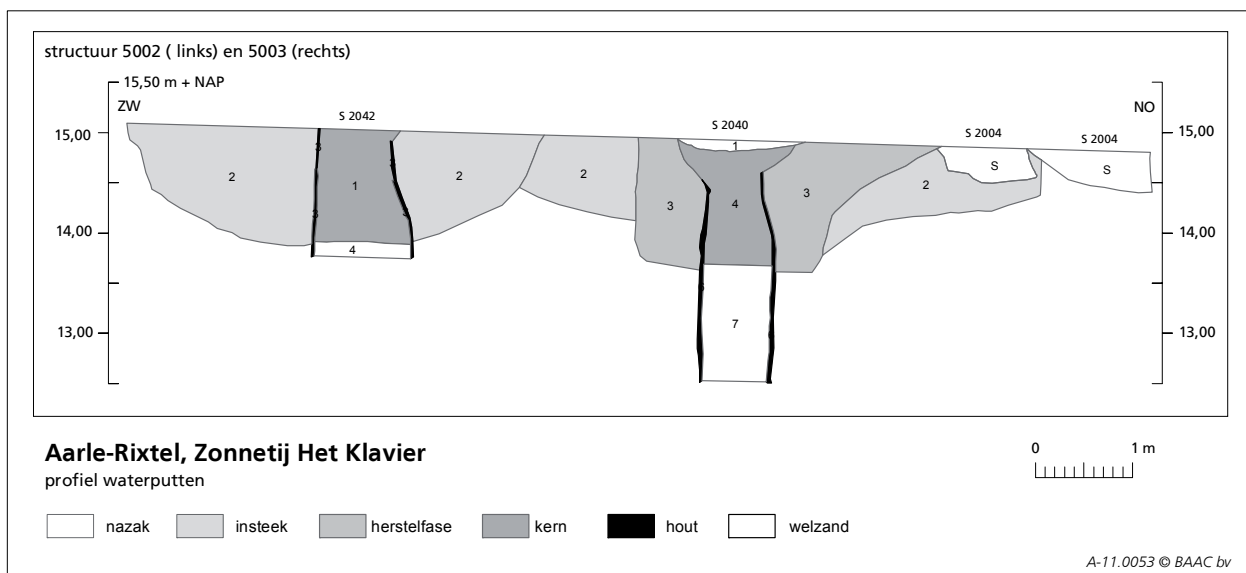 structuur 5002 ( links) en 5003 (rechts)
15,50 m + NAP
ZW
NO
S 2042
S 2040
S 2004
S 2004
15,00
15,00
3
1
S
S
2
1
3
2
2
3
4
3
2
3
14,00
14,00
4
7
13,00
13,00
Aarle-Rixtel, Zonnetij Het Klavier
profiel waterputten
0
1 m
nazak
insteek
herstelfase
kern
hout
welzand
A-11.0053 © BAAC bv